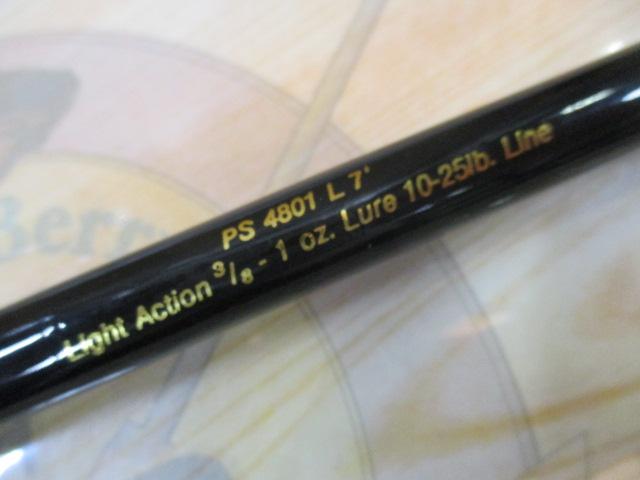 PS 4801 L 7'
Light Action 3/8 - 1 oz. Lure 10-25lb. Line